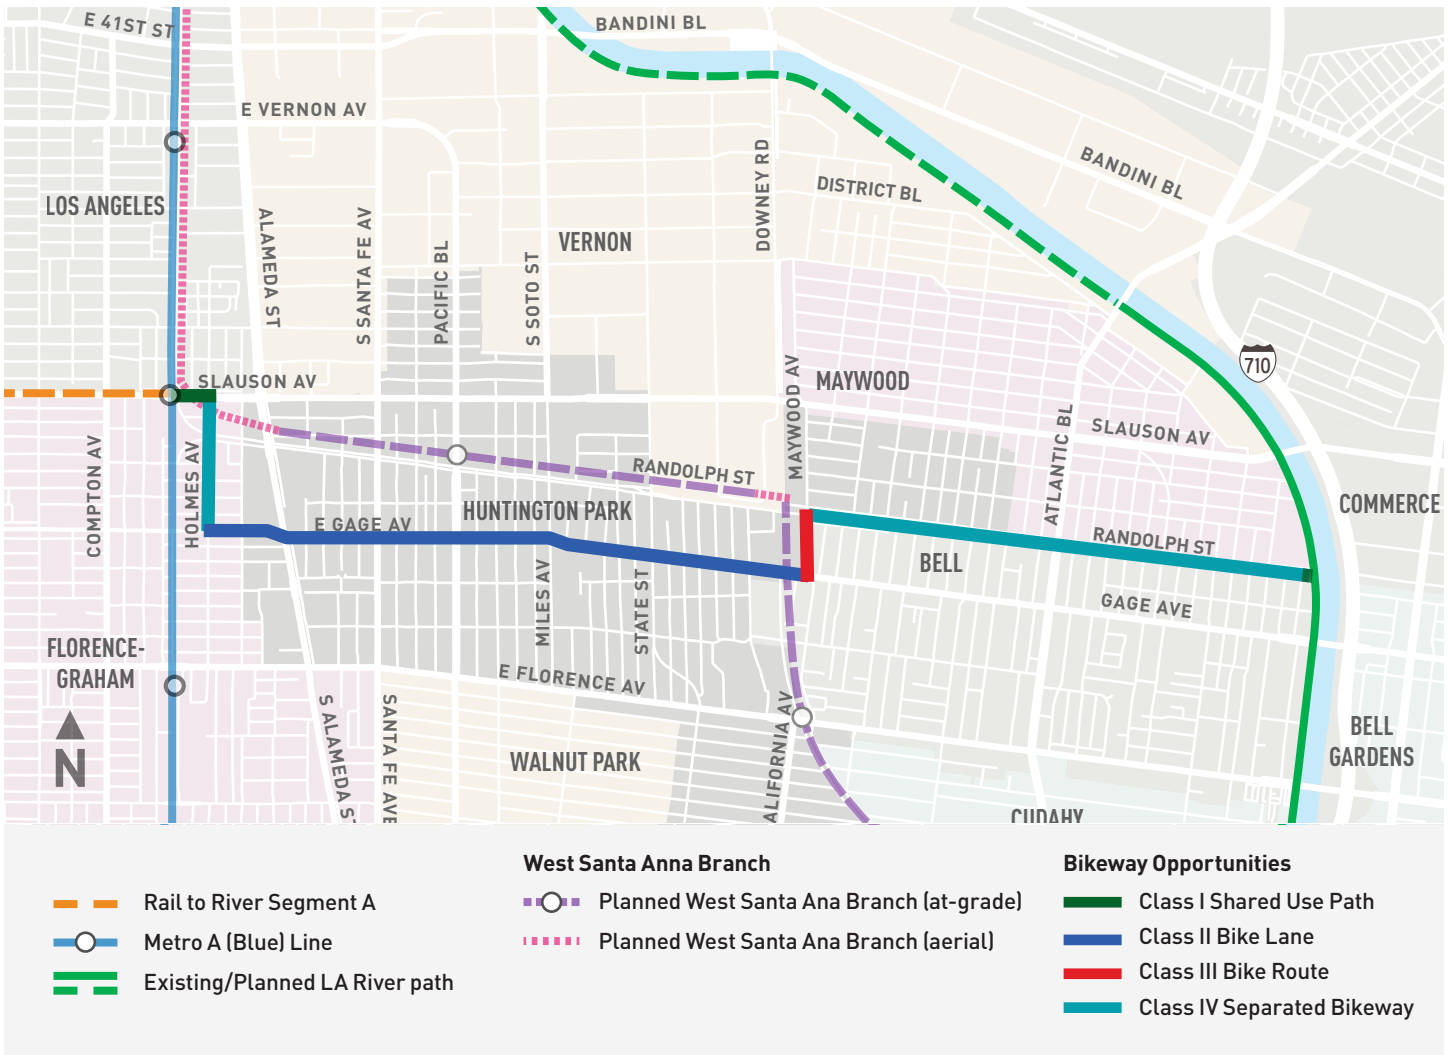 E 41ST ST
BANDINI BL
E VERNON AV
LOS ANGELES
ALAMEDA ST
S SANTA FE AV
PACIFIC BL
S SOTO ST
VERNON
DOWNEY RD
DISTRICT BL
BANDINI BL
SLAUSON AV
MAYWOOD AV
MAYWOOD
710
ATLANTIC BL
SLAUSON AV
COMPTON AV
HOLMES AV
RANDOLPH ST
COMMERCE
E GAGE AV
HUNTINGTON PARK
RANDOLPH ST
BELL
MILES AV
STATE ST
GAGE AVE
FLORENCE-
GRAHAM
E FLORENCE AV
N
S ALAMEDA ST
SANTA FE AVE
WALNUT PARK
ALIFORNIA AV
BELL
GARDENS
CUDAHY
Rail to River Segment A
Metro A (Blue) Line
Existing/Planned LA River path
West Santa Anna Branch
Planned West Santa Ana Branch (at-grade)
Planned West Santa Ana Branch (aerial)
Bikeway Opportunities
Class I Shared Use Path
Class II Bike Lane
Class III Bike Route
Class IV Separated Bikeway